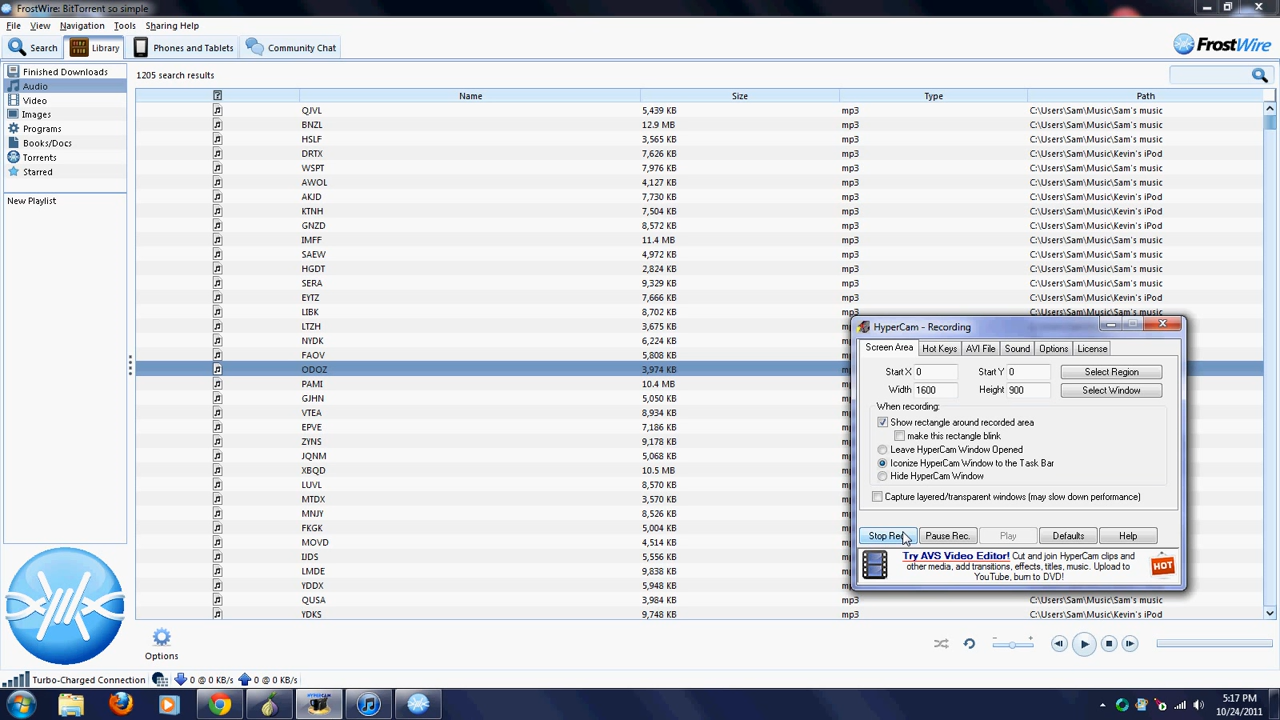 FrostWire: BitTorrent so simple
File View Navigation Tools Sharing Help
Search Library Phones and Tablets Community Chat FrostWire
Finished Downloads
Audio
Video
Images
Programs
Books/Docs
Torrents
Starred
New Playlist
1205 search results
? Name Size Type Path
QJVL 5,439 KB mp3 C:\Users\Sam\Music\Sam's music
BNZL 12.9 MB mp3 C:\Users\Sam\Music\Sam's music
HSLF 3,565 KB mp3 C:\Users\Sam\Music\Sam's music
DRTX 7,626 KB mp3 C:\Users\Sam\Music\Kevin's iPod
WSPT 7,976 KB mp3 C:\Users\Sam\Music\Sam's music
AWOL 4,127 KB mp3 C:\Users\Sam\Music\Sam's music
AKJD 7,730 KB mp3 C:\Users\Sam\Music\Kevin's iPod
KTNH 7,504 KB mp3 C:\Users\Sam\Music\Kevin's iPod
GNZD 8,572 KB mp3 C:\Users\Sam\Music\Kevin's iPod
IMFF 11.4 MB mp3 C:\Users\Sam\Music\Sam's music
SAEW 4,972 KB mp3 C:\Users\Sam\Music\Sam's music
HGDT 2,824 KB mp3 C:\Users\Sam\Music\Sam's music
SERA 9,329 KB mp3 C:\Users\Sam\Music\Sam's music
EYTZ 7,666 KB mp3 C:\Users\Sam\Music\Kevin's iPod
LIBK 8,702 KB mp3 C:\Users\Sam\Music\Kevin's iPod
LTZH 3,675 KB
NYDK 6,224 KB
FAOV 5,808 KB
ODOZ 3,974 KB
PAMI 10.4 MB
GJHN 5,050 KB
VTEA 8,934 KB
EPVE 7,186 KB
ZYNS 9,178 KB
JQNM 5,068 KB
XBQD 10.5 MB
LUVL 8,570 KB
MTDX 3,570 KB
MNJY 8,572 KB
FKGK 5,004 KB
MOVD 3,140 KB
IJDS 5,556 KB
LMDE 9,838 KB
YDDX 5,948 KB
QUSA 3,984 KB mp3 C:\Users\Sam\Music\Sam's music
YDKS 9,748 KB mp3 C:\Users\Sam\Music\Kevin's iPod
HyperCam - Recording
Screen Area Hot Keys AVI File Sound Options License
Start X 0 Start Y 0 Select Region
Width 1600 Height 900 Select Window
When recording:
Show rectangle around recorded area
make this rectangle blink
Leave HyperCam Window Opened
Iconize HyperCam Window to the Task Bar
Hide HyperCam Window
Capture layered/transparent windows (may slow down performance)
Stop Pause Rec. Play Defaults Help
Try AVS Video Editor! Cut and join HyperCam clips and
other media, add transitions, effects, titles, music. Upload to
YouTube, burn to DVD!
HOT
Options
- +
Turbo-Charged Connection 0 @ 0 KB/s 0 @ 0 KB/s
5:17 PM
10/24/2011